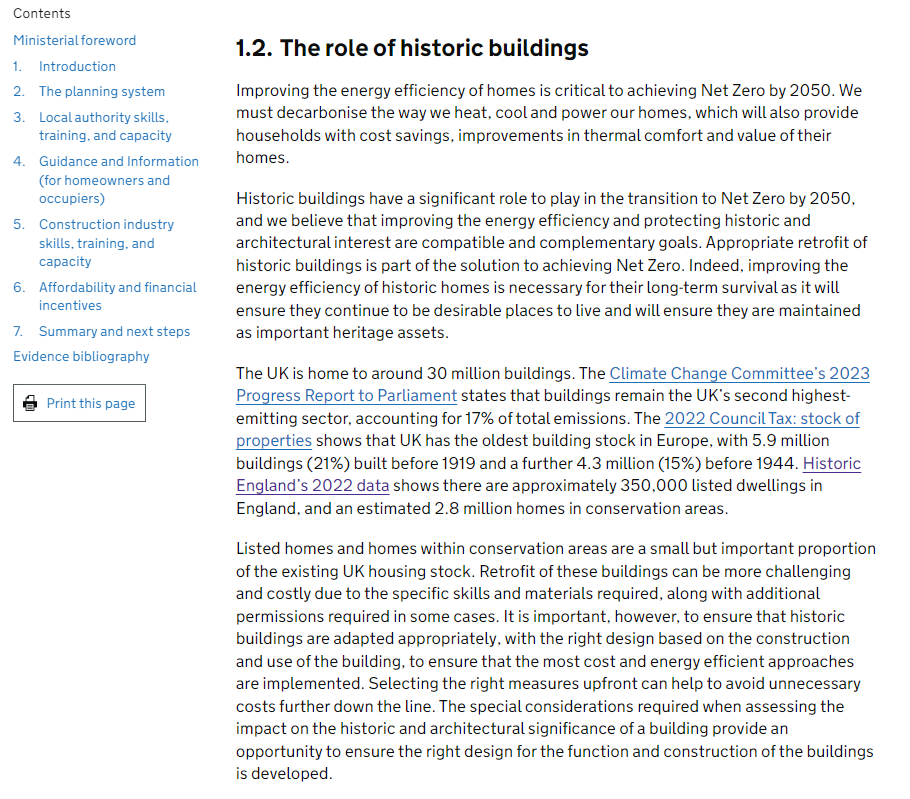 Contents
Ministerial foreword
1. Introduction
2. The planning system
3. Local authority skills,
training, and capacity
4. Guidance and Information
(for homeowners and
occupiers)
5. Construction industry
skills, training, and
capacity
6. Affordability and financial
incentives
7. Summary and next steps
Evidence bibliography
Print this page
1.2. The role of historic buildings
Improving the energy efficiency of homes is critical to achieving Net Zero by 2050. We
must decarbonise the way we heat, cool and power our homes, which will also provide
households with cost savings, improvements in thermal comfort and value of their
homes.
Historic buildings have a significant role to play in the transition to Net Zero by 2050,
and we believe that improving the energy efficiency and protecting historic and
architectural interest are compatible and complementary goals. Appropriate retrofit of
historic buildings is part of the solution to achieving Net Zero. Indeed, improving the
energy efficiency of historic homes is necessary for their long-term survival as it will
ensure they continue to be desirable places to live and will ensure they are maintained
as important heritage assets.
The UK is home to around 30 million buildings. The Climate Change Committee's 2023
Progress Report to Parliament states that buildings remain the UK's second highest-
emitting sector, accounting for 17% of total emissions. The 2022 Council Tax: stock of
properties shows that UK has the oldest building stock in Europe, with 5.9 million
buildings (21%) built before 1919 and a further 4.3 million (15%) before 1944. Historic
England's 2022 data shows there are approximately 350,000 listed dwellings in
England, and an estimated 2.8 million homes in conservation areas.
Listed homes and homes within conservation areas are a small but important proportion
of the existing UK housing stock. Retrofit of these buildings can be more challenging
and costly due to the specific skills and materials required, along with additional
permissions required in some cases. It is important, however, to ensure that historic
buildings are adapted appropriately, with the right design based on the construction
and use of the building, to ensure that the most cost and energy efficient approaches
are implemented. Selecting the right measures upfront can help to avoid unnecessary
costs further down the line. The special considerations required when assessing the
impact on the historic and architectural significance of a building provide an
opportunity to ensure the right design for the function and construction of the buildings
is developed.